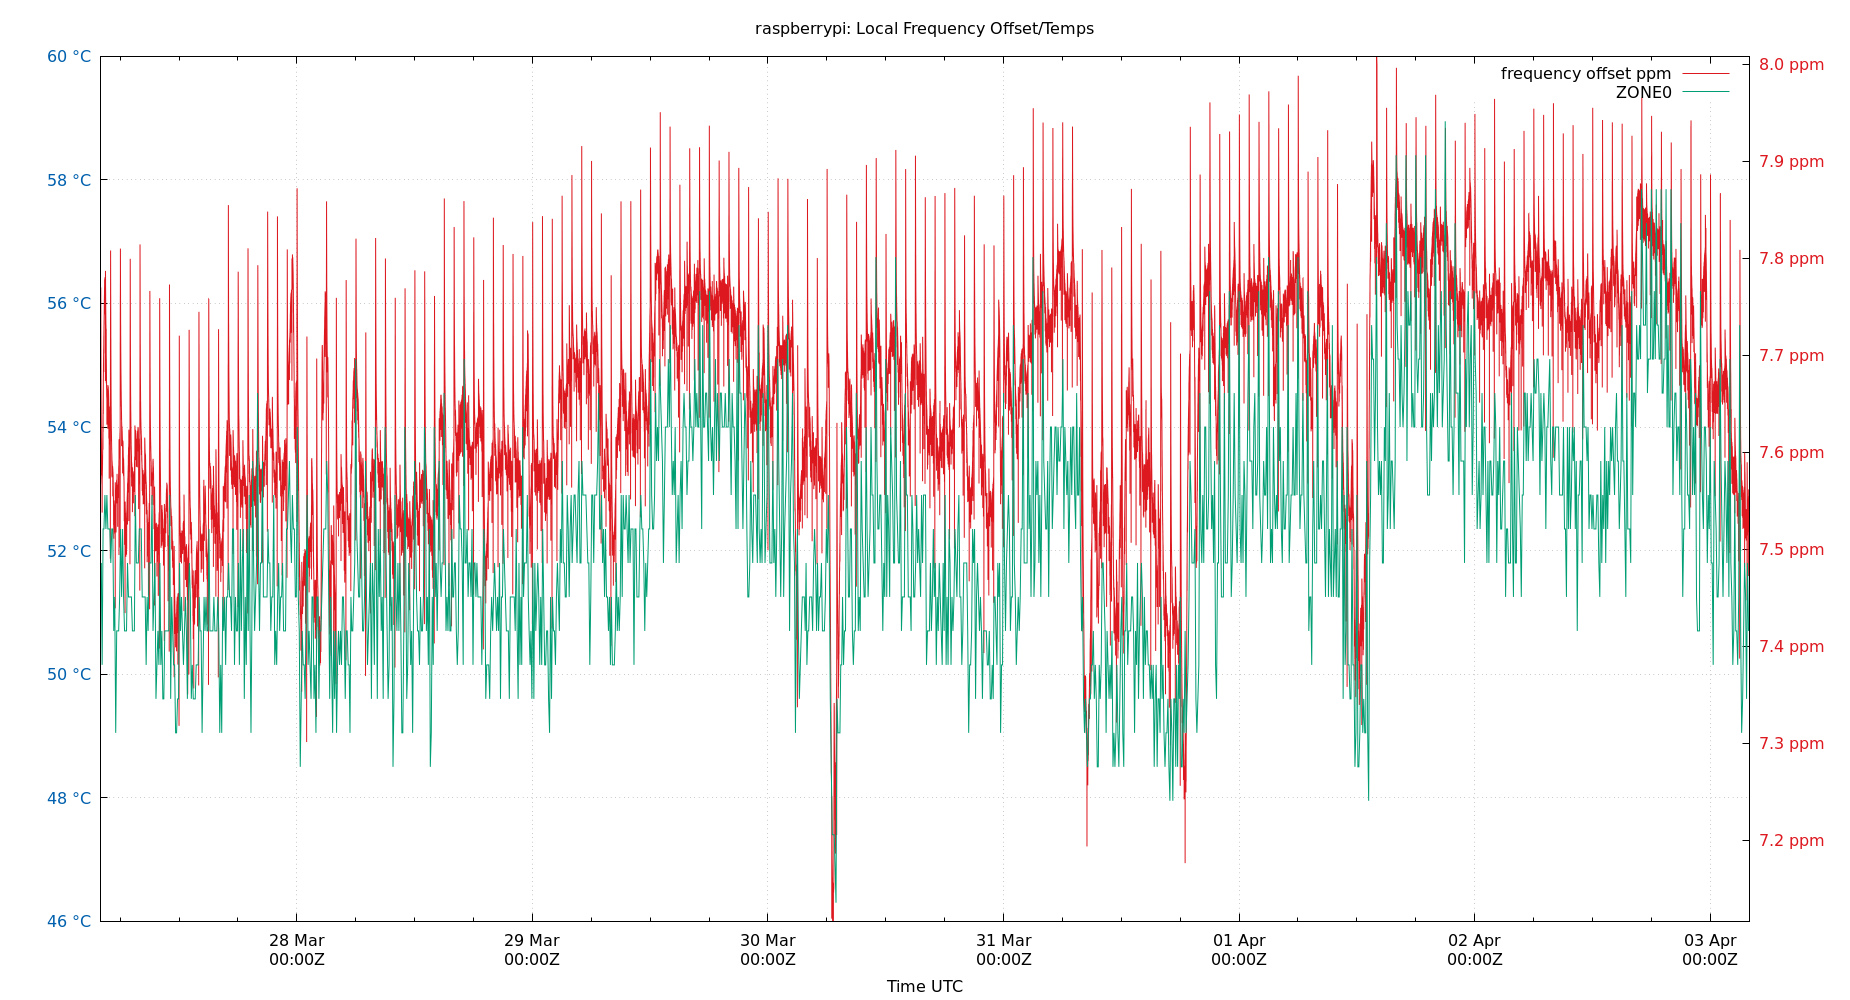 raspberrypi: Local Frequency Offset/Temps
frequency offset ppm
ZONE0
60 °C
58 °C
56 °C
54 °C
52 °C
50 °C
48 °C
46 °C
8.0 ppm
7.9 ppm
7.8 ppm
7.7 ppm
7.6 ppm
7.5 ppm
7.4 ppm
7.3 ppm
7.2 ppm
28 Mar
00:00Z
29 Mar
00:00Z
30 Mar
00:00Z
31 Mar
00:00Z
01 Apr
00:00Z
02 Apr
00:00Z
03 Apr
00:00Z
Time UTC